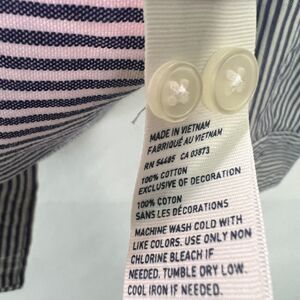 MADE IN VIETNAM
FABRIQUÉ AU VIETNAM
RN 54485 CA 03873
100% COTTON
EXCLUSIVE OF DECORATION
100% COTON
SANS LES DÉCORATIONS
MACHINE WASH COLD WITH
LIKE COLORS. USE ONLY NON
CHLORINE BLEACH IF
NEEDED. TUMBLE DRY LOW.
COOL IRON IF NEEDED.